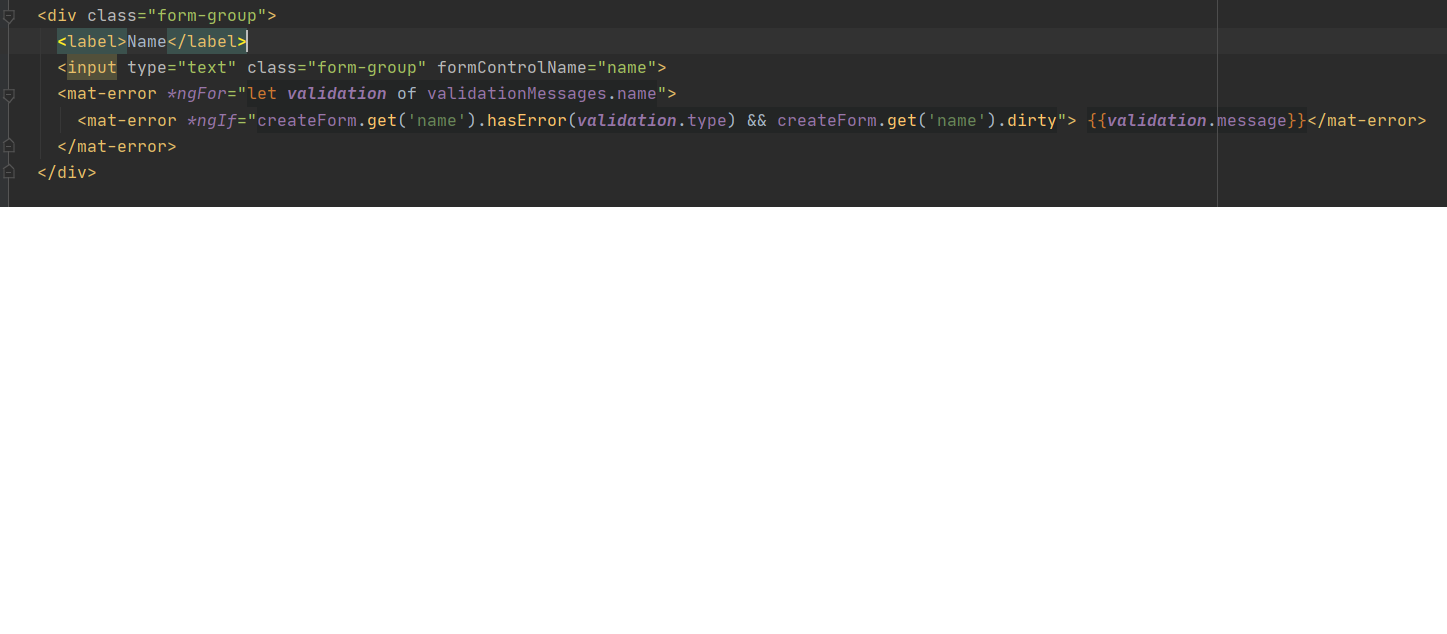 <div class="form-group">
<label>Name</label>
<input type="text" class="form-group" formControlName="name">
<mat-error *ngFor="let validation of validationMessages.name">
<mat-error *ngIf="createForm.get('name').hasError(validation.type) && createForm.get('name').dirty"> {{validation.message}}</mat-error>
</mat-error>
</div>